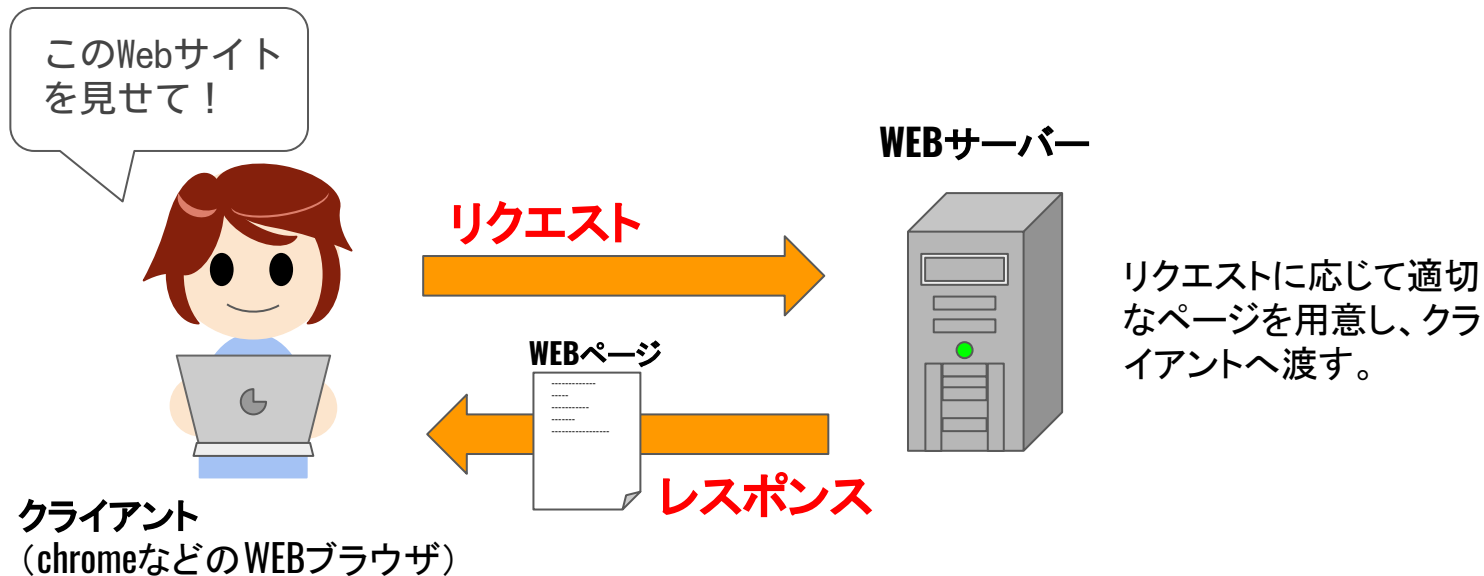 このWebサイト
を見せて！
WEBサーバー
リクエスト
リクエストに応じて適切
なページを用意し、クラ
イアントへ渡す。
WEBページ
レスポンス
クライアント
（chromeなどのWEBブラウザ）